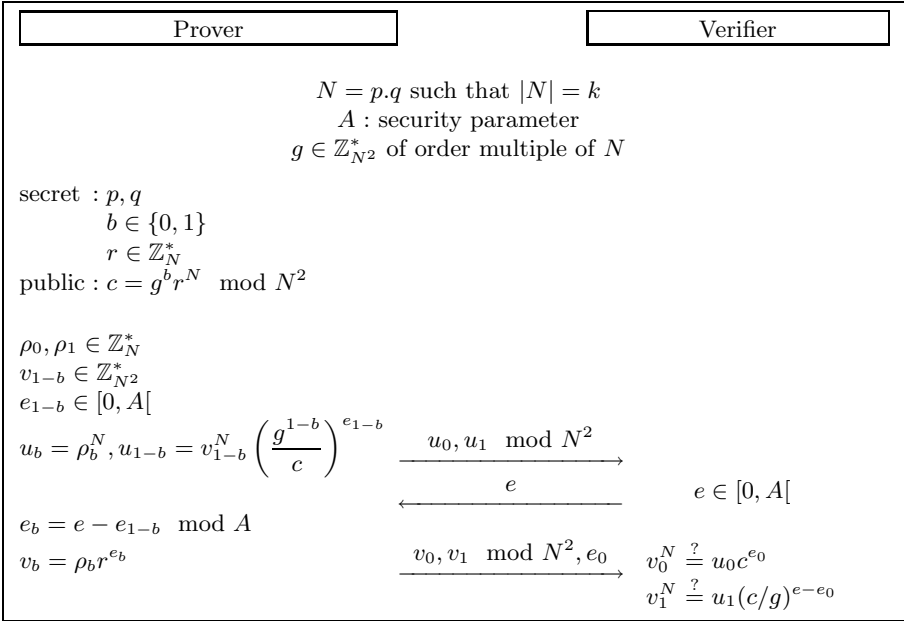 Prover Verifier
N = p.q such that |N| = k
A : security parameter
g ∈ ℤ*_{N²} of order multiple of N
secret : p, q
b ∈ {0, 1}
r ∈ ℤ*_N
public : c = g^b r^N mod N²
ρ₀, ρ₁ ∈ ℤ*_N
v_{1−b} ∈ ℤ*_{N²}
e_{1−b} ∈ [0, A[
u_b = ρ_b^N, u_{1−b} = v_{1−b}^N (g^{1−b}/c)^{e_{1−b}} u₀, u₁ mod N²
e e ∈ [0, A[
e_b = e − e_{1−b} mod A
v_b = ρ_b r^{e_b} v₀, v₁ mod N², e₀ v₀^N ≟ u₀c^{e₀}
v₁^N ≟ u₁(c/g)^{e−e₀}